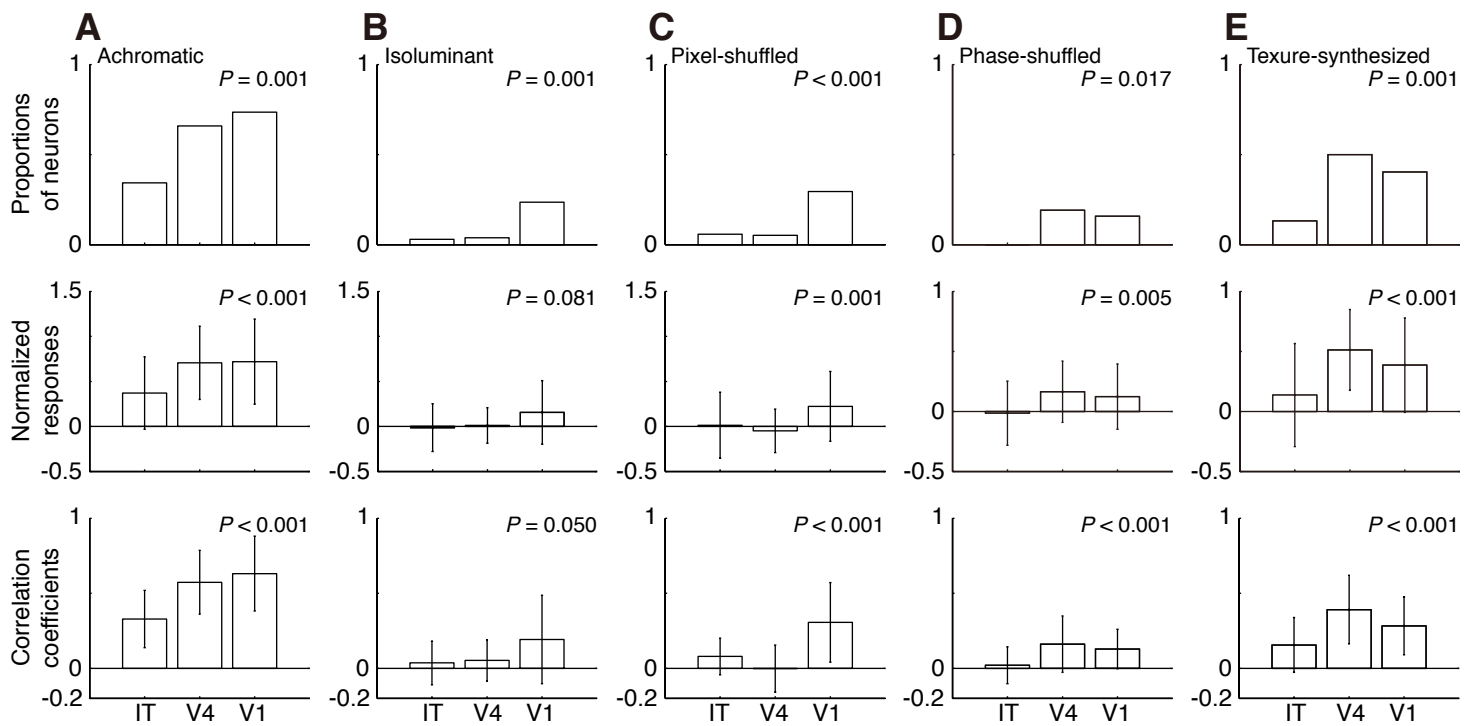 A B C D E
Achromatic Isoluminant Pixel-shuffled Phase-shuffled Texure-synthesized
1 1 1 1 1
P = 0.001 P = 0.001 P < 0.001 P = 0.017 P = 0.001
Proportions
of neurons
0 0 0 0 0
1.5 1.5 1.5 1 1
P < 0.001 P = 0.081 P = 0.001 P = 0.005 P < 0.001
Normalized
responses
0 0 0 0 0
-0.5 -0.5 -0.5 -0.5 -0.5
1 1 1 1 1
P < 0.001 P = 0.050 P < 0.001 P < 0.001 P < 0.001
Correlation
coefficients
0 0 0 0 0
-0.2 -0.2 -0.2 -0.2 -0.2
IT V4 V1 IT V4 V1 IT V4 V1 IT V4 V1 IT V4 V1